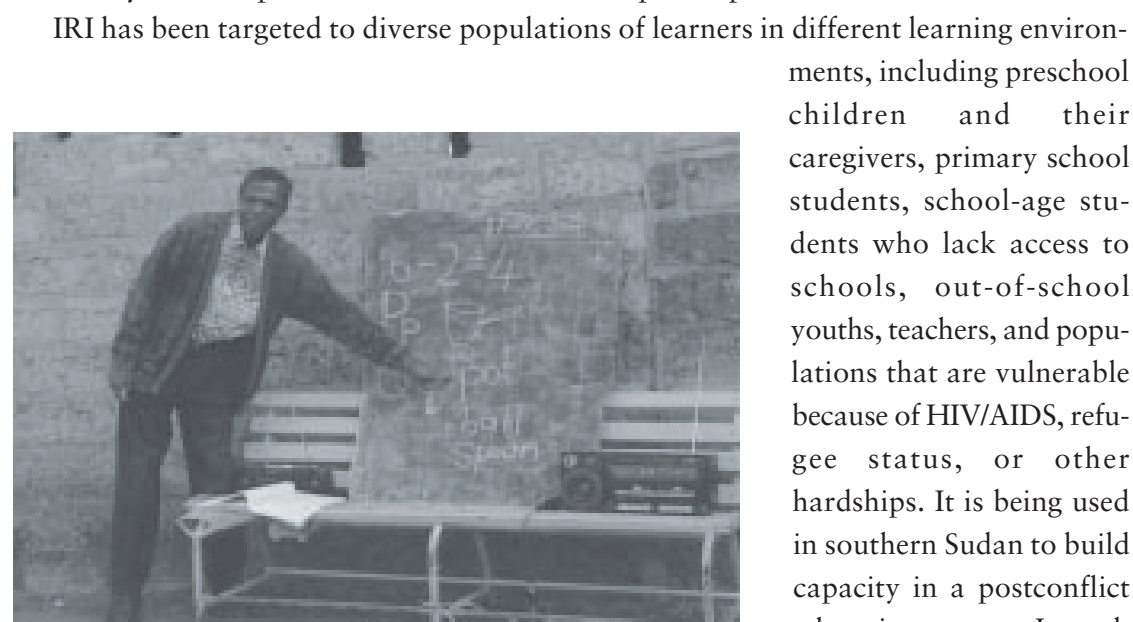 IRI has been targeted to diverse populations of learners in different learning environ-
ments, including preschool
children and their
caregivers, primary school
students, school-age stu-
dents who lack access to
schools, out-of-school
youths, teachers, and popu-
lations that are vulnerable
because of HIV/AIDS, refu-
gee status, or other
hardships. It is being used
in southern Sudan to build
capacity in a postconflict
6-2=4
D
P
Pot
ball
Spoon